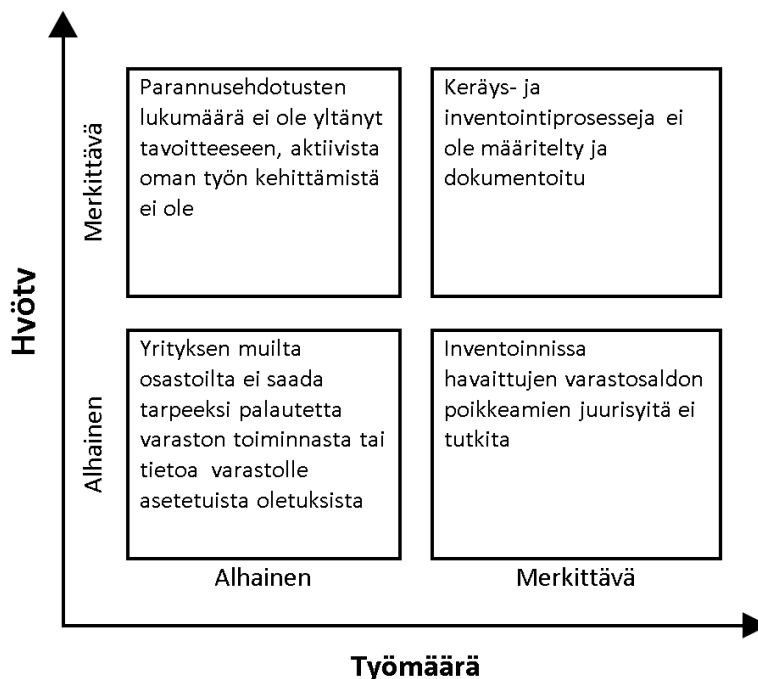 Hyöty
Merkittävä
Parannusehdotusten
lukumäärä ei ole yltänyt
tavoitteeseen, aktiivista
oman työn kehittämistä
ei ole
Keräys- ja
inventointiprosesseja ei
ole määritelty ja
dokumentoitu
Alhainen
Yrityksen muilta
osastoilta ei saada
tarpeeksi palautetta
varaston toiminnasta tai
tietoa varastolle
asetetuista oletuksista
Inventoinnissa
havaittujen varastosaldon
poikkeamien juurisyitä ei
tutkita
Alhainen
Merkittävä
Työmäärä